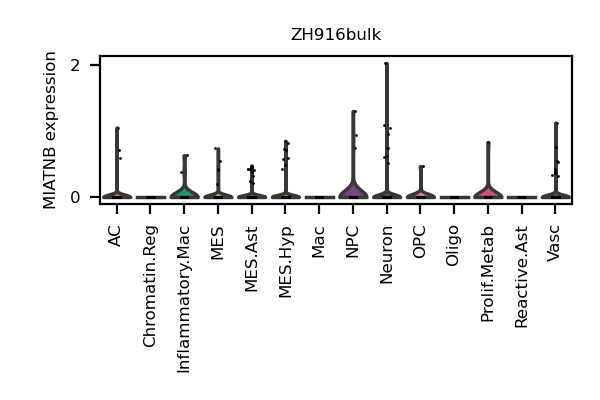 ZH916bulk
MIATNB expression
2
0
AC
Chromatin.Reg
Inflammatory.Mac
MES
MES.Ast
MES.Hyp
Mac
NPC
Neuron
OPC
Oligo
Prolif.Metab
Reactive.Ast
Vasc